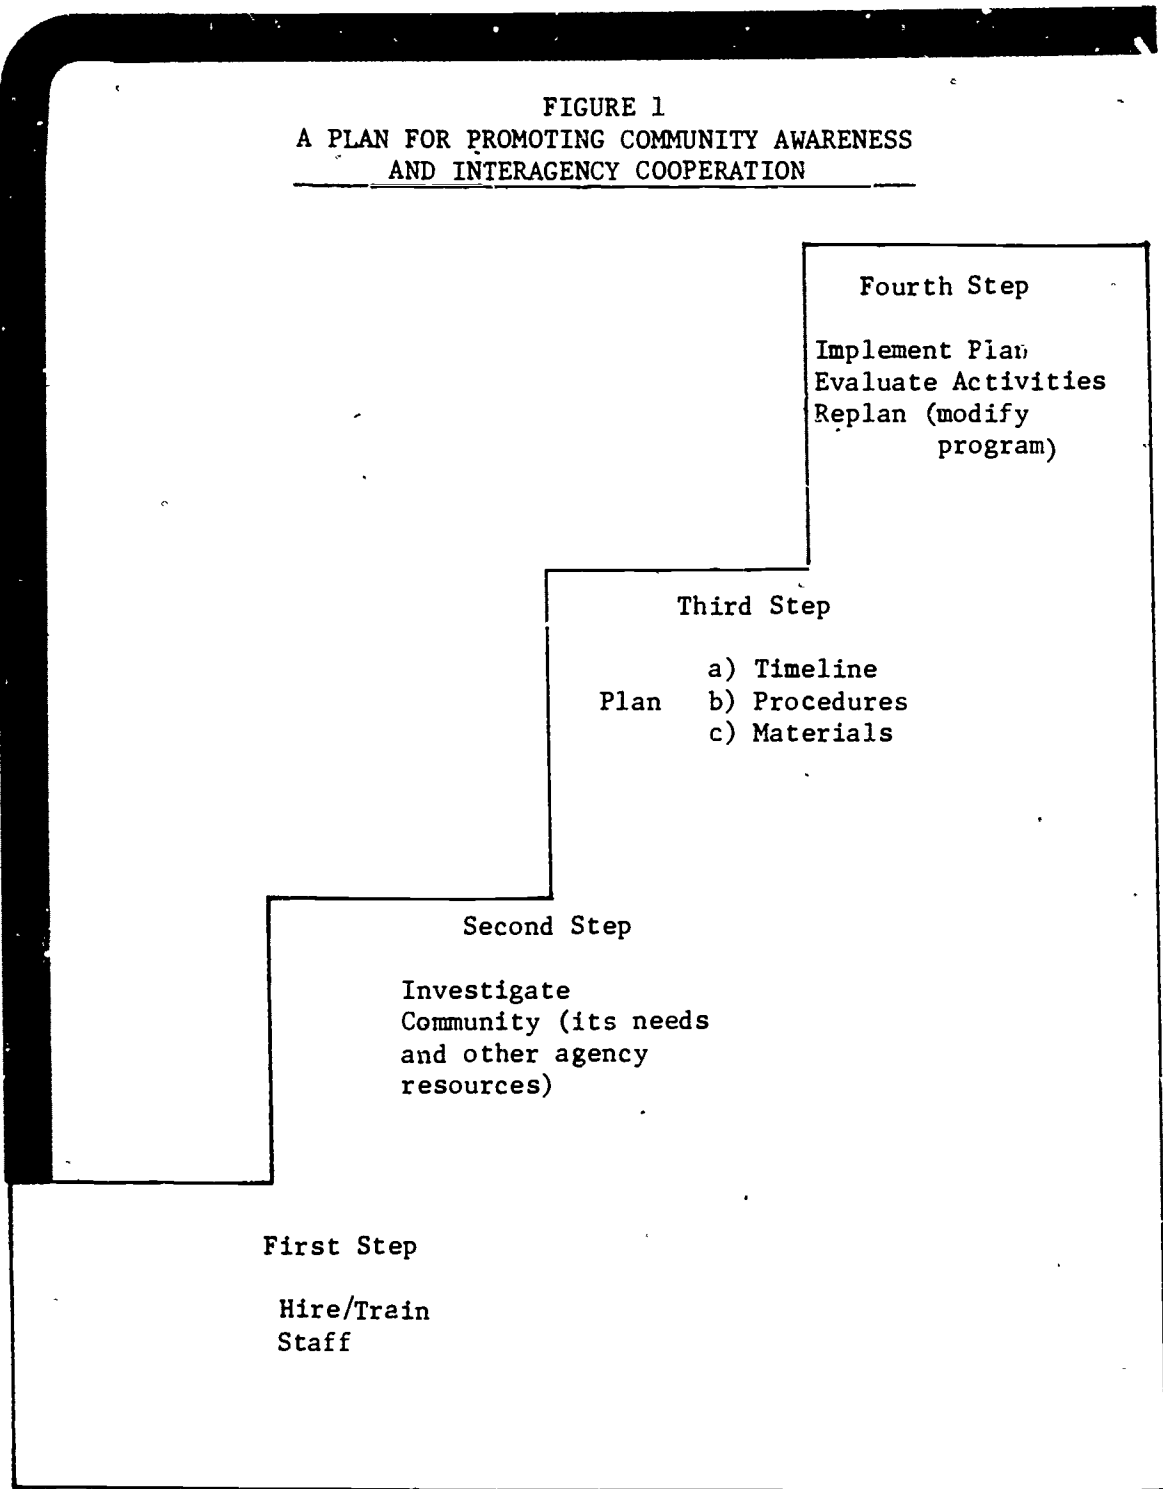 FIGURE 1
A PLAN FOR PROMOTING COMMUNITY AWARENESS
AND INTERAGENCY COOPERATION
Fourth Step
Implement Plan
Evaluate Activities
Replan (modify
program)
Third Step
a) Timeline
Plan b) Procedures
c) Materials
Second Step
Investigate
Community (its needs
and other agency
resources)
First Step
Hire/Train
Staff